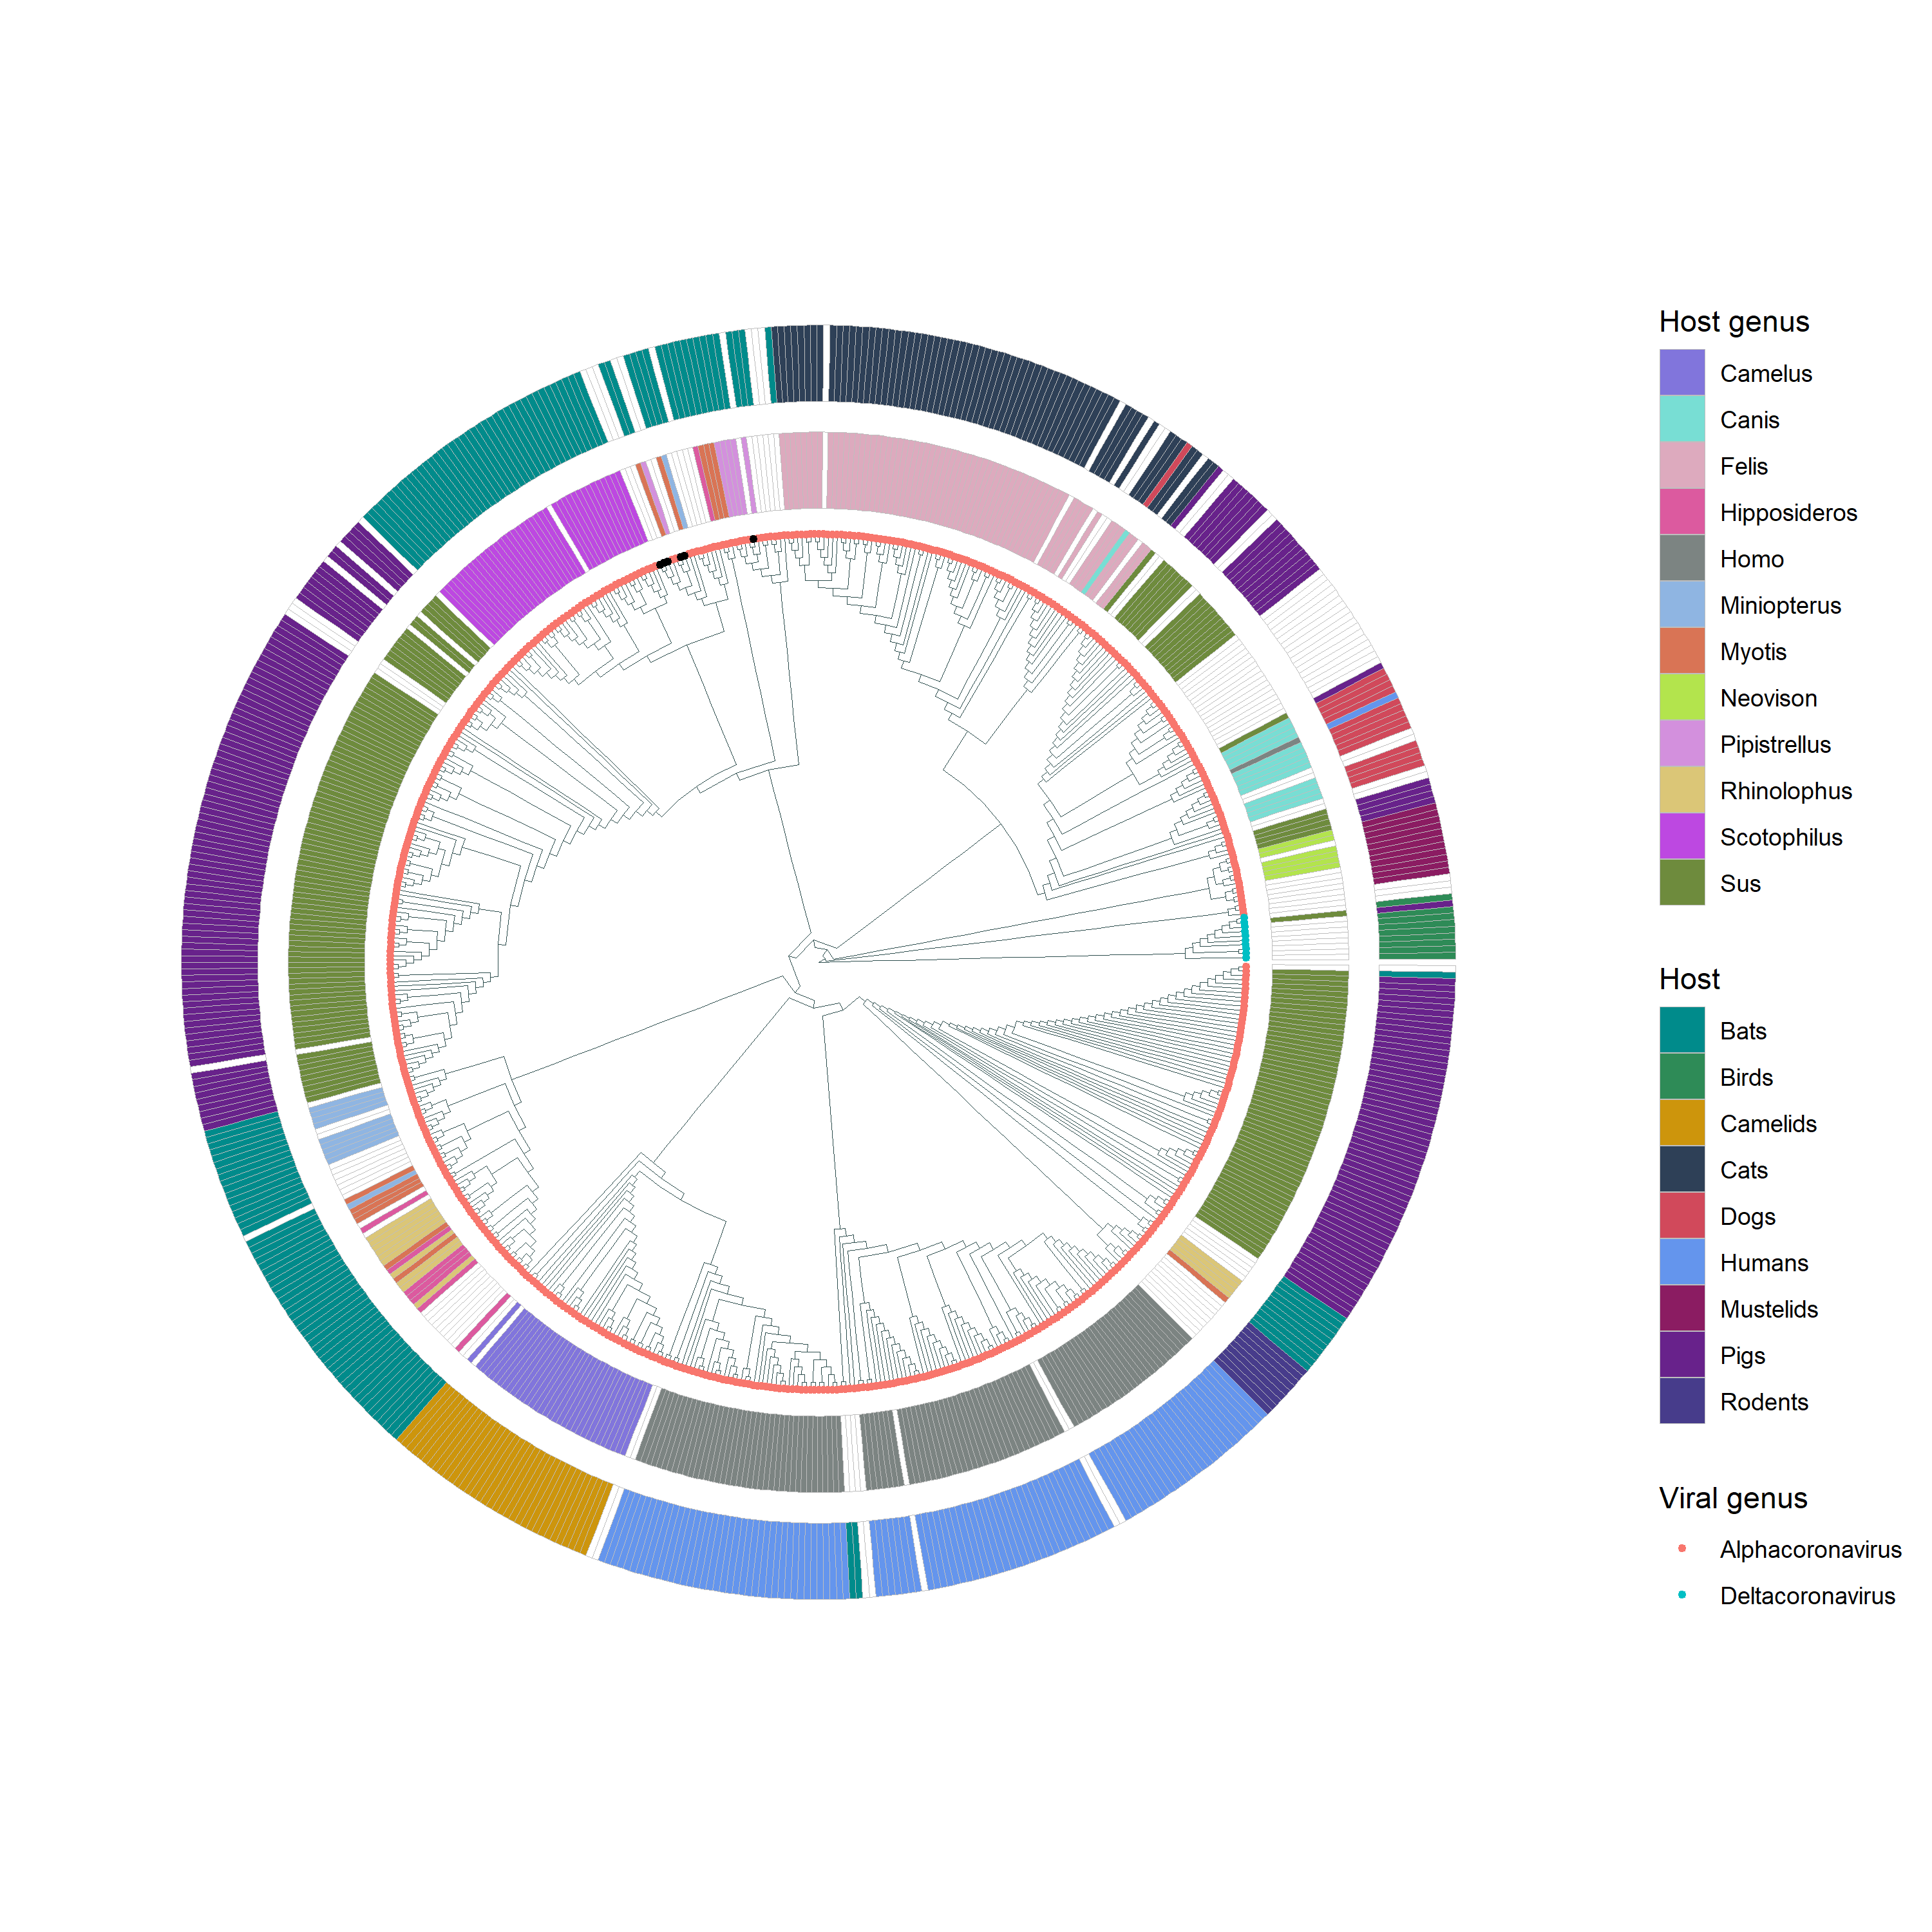 Host genus
Camelus
Canis
Felis
Hipposideros
Homo
Miniopterus
Myotis
Neovison
Pipistrellus
Rhinolophus
Scotophilus
Sus
Host
Bats
Birds
Camelids
Cats
Dogs
Humans
Mustelids
Pigs
Rodents
Viral genus
Alphacoronavirus
Deltacoronavirus